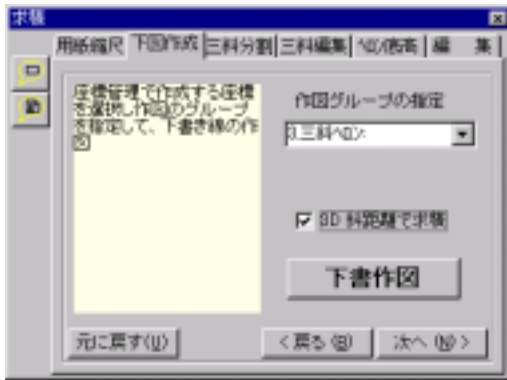 求積
用紙縮尺 下図作成 三斜分割 三斜編集 ヘロン/底高 編 集
座標管理で作成する座標
を選択し作図のグループ
を指定して、下書き線の作
図
作図グループの指定
3.三斜ヘロン
3D 斜距離で求積
下書作図
元に戻す(U)
<戻る(B)
次へ(N)>